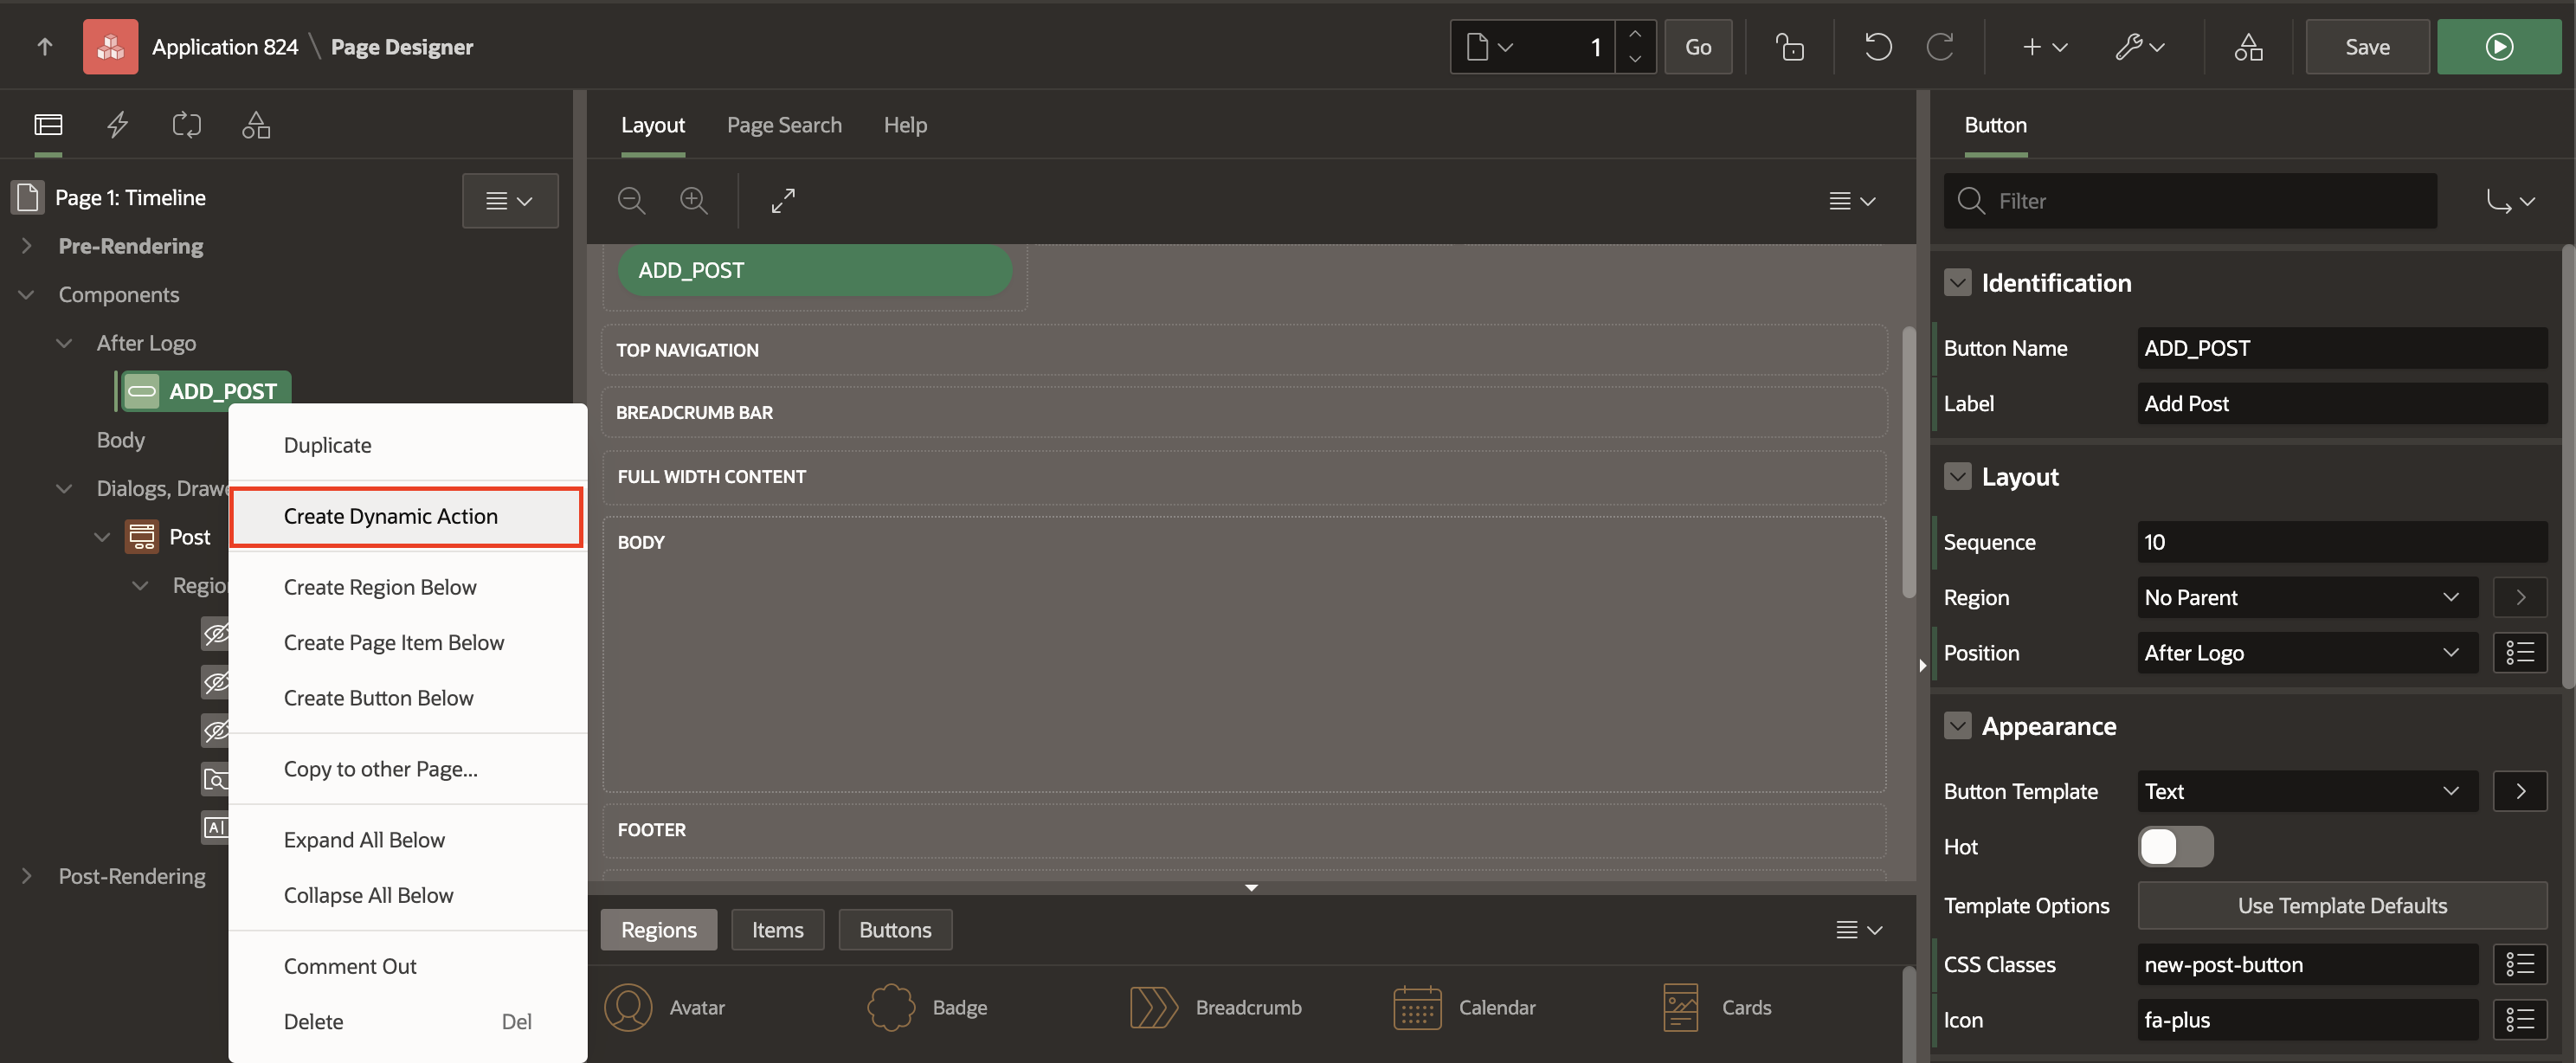 Application 824 \ Page Designer
1
Go
Save
Layout
Page Search
Help
Button
Page 1: Timeline
Filter
Pre-Rendering
Components
After Logo
ADD_POST
Body
Dialogs, Drawe
Post
Region
AI
Post-Rendering
Duplicate
Create Dynamic Action
Create Region Below
Create Page Item Below
Create Button Below
Copy to other Page...
Expand All Below
Collapse All Below
Comment Out
Delete Del
ADD_POST
TOP NAVIGATION
BREADCRUMB BAR
FULL WIDTH CONTENT
BODY
FOOTER
Regions
Items
Buttons
Avatar
Badge
Breadcrumb
Calendar
Cards
Identification
Button Name ADD_POST
Label Add Post
Layout
Sequence 10
Region No Parent
Position After Logo
Appearance
Button Template Text
Hot
Template Options Use Template Defaults
CSS Classes new-post-button
Icon fa-plus